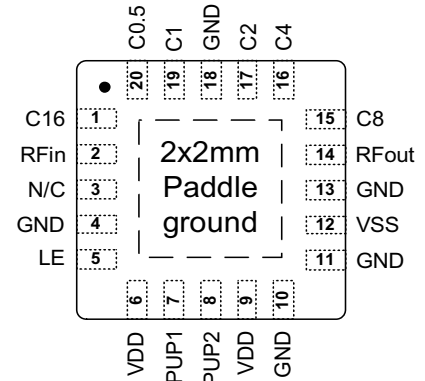 C0.5 C1 GND C2 C4
20 19 18 17 16
C16 1 15 C8
RFin 2 2x2mm 14 RFout
N/C 3 Paddle 13 GND
GND 4 ground 12 VSS
LE 5 11 GND
6 7 8 9 10
VDD PUP1 PUP2 VDD GND